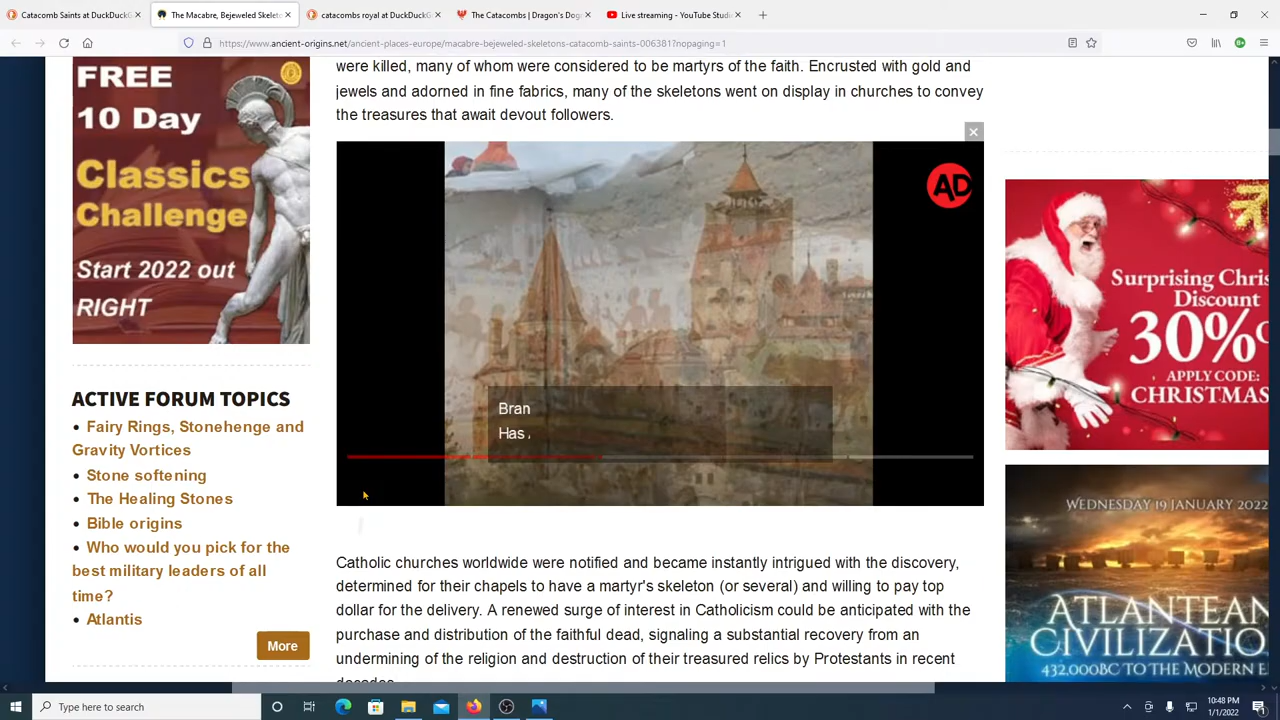 Catacomb Saints at DuckDuckG
The Macabre, Bejeweled Skelet
catacombs royal at DuckDuckG
The Catacombs | Dragon's Dog
Live streaming - YouTube Studi
https://www.ancient-origins.net/ancient-places-europe/macabre-bejeweled-skeletons-catacomb-saints-006381?nopaging=1
FREE
10 Day
Classics
Challenge
Start 2022 out
RIGHT
ACTIVE FORUM TOPICS
Fairy Rings, Stonehenge and
Gravity Vortices
Stone softening
The Healing Stones
Bible origins
Who would you pick for the
best military leaders of all
time?
Atlantis
More
were killed, many of whom were considered to be martyrs of the faith. Encrusted with gold and
jewels and adorned in fine fabrics, many of the skeletons went on display in churches to convey
the treasures that await devout followers.
AD
Bran
Has
Catholic churches worldwide were notified and became instantly intrigued with the discovery,
determined for their chapels to have a martyr's skeleton (or several) and willing to pay top
dollar for the delivery. A renewed surge of interest in Catholicism could be anticipated with the
purchase and distribution of the faithful dead, signaling a substantial recovery from an
undermining of the religion and destruction of their treasured relics by Protestants in recent
decades
Surprising Chris
Discount
30%
APPLY CODE:
CHRISTMAS
WEDNESDAY 19 JANUARY 2022
ATLANTEAN
CIVILIZATIO
432,000BC TO THE MODERN E
Type here to search
10:48 PM
1/1/2022